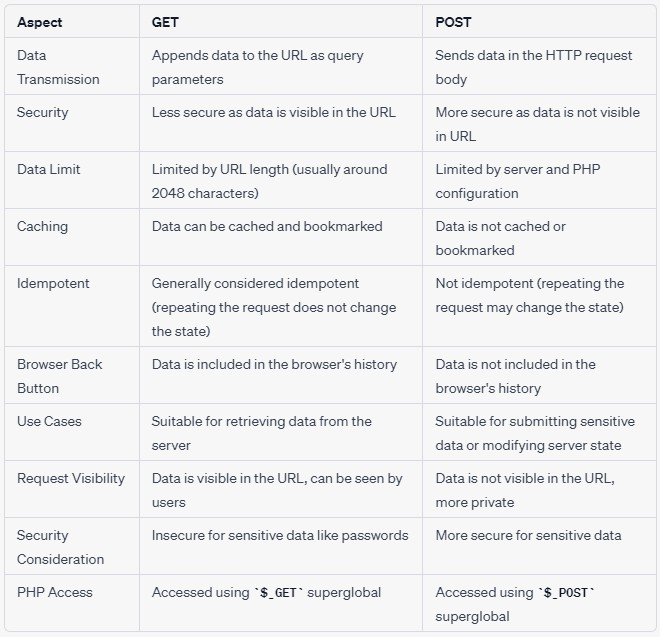 Aspect GET POST
Data Appends data to the URL as query Sends data in the HTTP request
Transmission parameters body
Security Less secure as data is visible in the URL More secure as data is not visible
in URL
Data Limit Limited by URL length (usually around Limited by server and PHP
2048 characters) configuration
Caching Data can be cached and bookmarked Data is not cached or
bookmarked
Idempotent Generally considered idempotent Not idempotent (repeating the
(repeating the request does not change request may change the state)
the state)
Browser Back Data is included in the browser's history Data is not included in the
Button browser's history
Use Cases Suitable for retrieving data from the Suitable for submitting sensitive
server data or modifying server state
Request Visibility Data is visible in the URL, can be seen by Data is not visible in the URL,
users more private
Security Insecure for sensitive data like passwords More secure for sensitive data
Consideration
PHP Access Accessed using `$_GET` superglobal Accessed using `$_POST`
superglobal